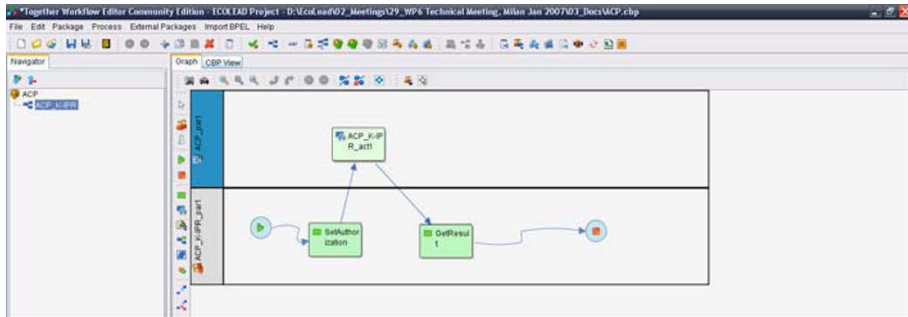 *Together Workflow Editor Community Edition - ECOLEAD Project - D:\EcoLead\02_Meetings\29_WP6 Technical Meeting, Milan Jan 2007\03_Docs\ACP.cbp
File Edit Package Process External Packages Import BPEL Help
Navigator
Graph CBP View
ACP
ACP_K-IPR
ACP_part
ACP_K-IP
R_act1
ACP_K-IPR_part
SetAuthor
ization
GetResul
t